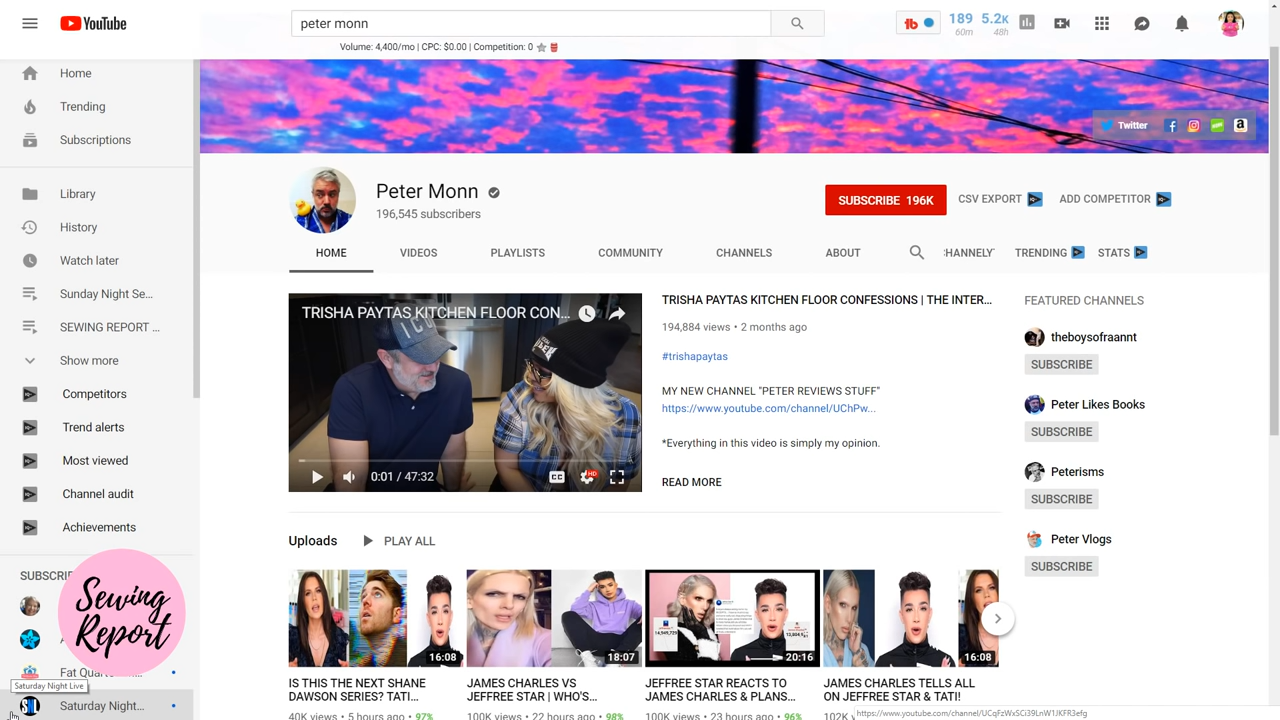 YouTube
peter monn
189 60m
5.2K 48h
Volume: 4,400/mo | CPC: $0.00 | Competition: 0
Home
Trending
Subscriptions
Library
History
Watch later
Sunday Night Se...
SEWING REPORT ...
Show more
Competitors
Trend alerts
Most viewed
Channel audit
Achievements
Sewing
Report
Fat Quart
Saturday Night Live
Saturday Night...
Twitter
Peter Monn
196,545 subscribers
SUBSCRIBE 196K
CSV EXPORT
ADD COMPETITOR
HOME
VIDEOS
PLAYLISTS
COMMUNITY
CHANNELS
ABOUT
TRENDING
STATS
TRISHA PAYTAS KITCHEN FLOOR CON...
0:01 / 47:32
CC
HD
TRISHA PAYTAS KITCHEN FLOOR CONFESSIONS | THE INTER...
194,884 views • 2 months ago
#trishapaytas
MY NEW CHANNEL "PETER REVIEWS STUFF"
https://www.youtube.com/channel/UChPw...
*Everything in this video is simply my opinion.
READ MORE
FEATURED CHANNELS
theboysofraannt
SUBSCRIBE
Peter Likes Books
SUBSCRIBE
Peterisms
SUBSCRIBE
Peter Vlogs
SUBSCRIBE
Uploads
PLAY ALL
16:08
IS THIS THE NEXT SHANE
DAWSON SERIES? TATI...
40K views • 5 hours ago 97%
18:07
JAMES CHARLES VS
JEFFREE STAR | WHO'S...
100K views • 22 hours ago 98%
20:16
JEFFREE STAR REACTS TO
JAMES CHARLES & PLANS...
100K views • 23 hours ago 96%
16:08
JAMES CHARLES TELLS ALL
ON JEFFREE STAR & TATI!
102K
https://www.youtube.com/channel/UCqFzWxSCi39LnW1JKFR3efg